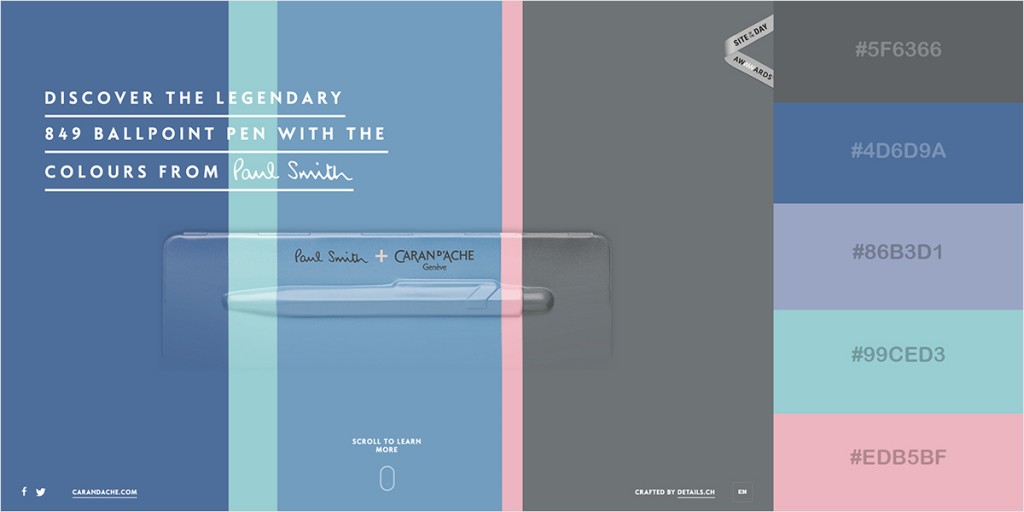 DISCOVER THE LEGENDARY
849 BALLPOINT PEN WITH THE
COLOURS FROM Paul Smith
SITE OF THE DAY
AWWWARDS
Paul Smith + CARAN D'ACHE
Genève
SCROLL TO LEARN
MORE
CARANDACHE.COM
CRAFTED BY DETAILS.CH
EN
#5F6366
#4D6D9A
#86B3D1
#99CED3
#EDB5BF